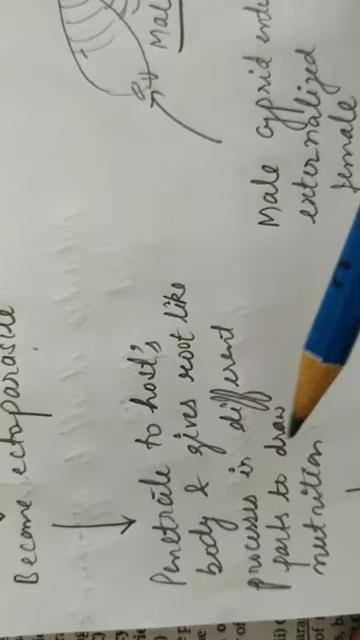 Male
Male cyprid
externalized
female
Become ectoparasite
Penetrate to host's
body & gives root like
processes in different
parts to draw
nutrition